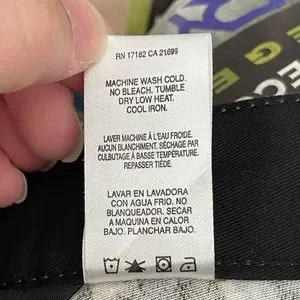 RN 17182 CA 21699
MACHINE WASH COLD.
NO BLEACH. TUMBLE
DRY LOW HEAT.
COOL IRON.
LAVER MACHINE À L'EAU FROIDE.
AUCUN BLANCHIMENT. SÉCHAGE PAR
CULBUTAGE À BASSE TEMPÉRATURE.
REPASSER TIÈDE.
LAVAR EN LAVADORA
CON AGUA FRIO. NO
BLANQUEADOR. SECAR
A MAQUINA EN CALOR
BAJO. PLANCHAR BAJO.